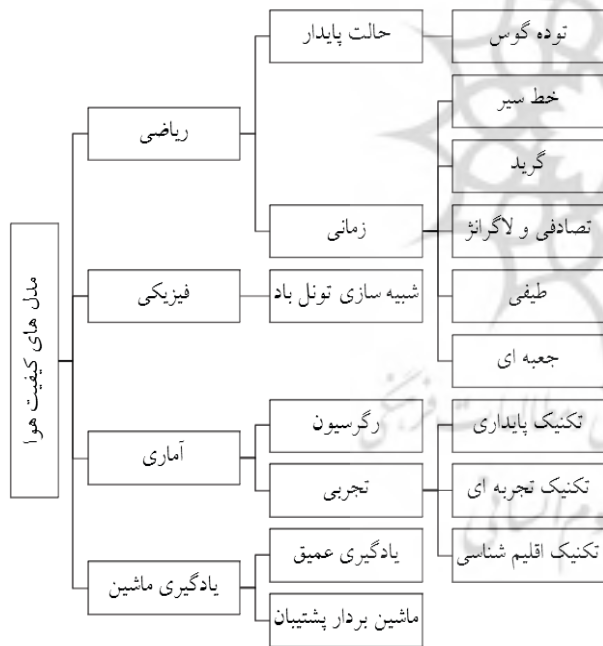 مدل های کیفیت هوا
ریاضی
حالت پایدار
توده گوس
زمانی
خط سیر
گرید
تصادفی و لاگرانژ
طیفی
جعبه ای
فیزیکی
شبیه سازی تونل باد
آماری
رگرسیون
تجربی
تکنیک پایداری
تکنیک تجربه ای
تکنیک اقلیم شناسی
یادگیری ماشین
یادگیری عمیق
ماشین بردار پشتیبان